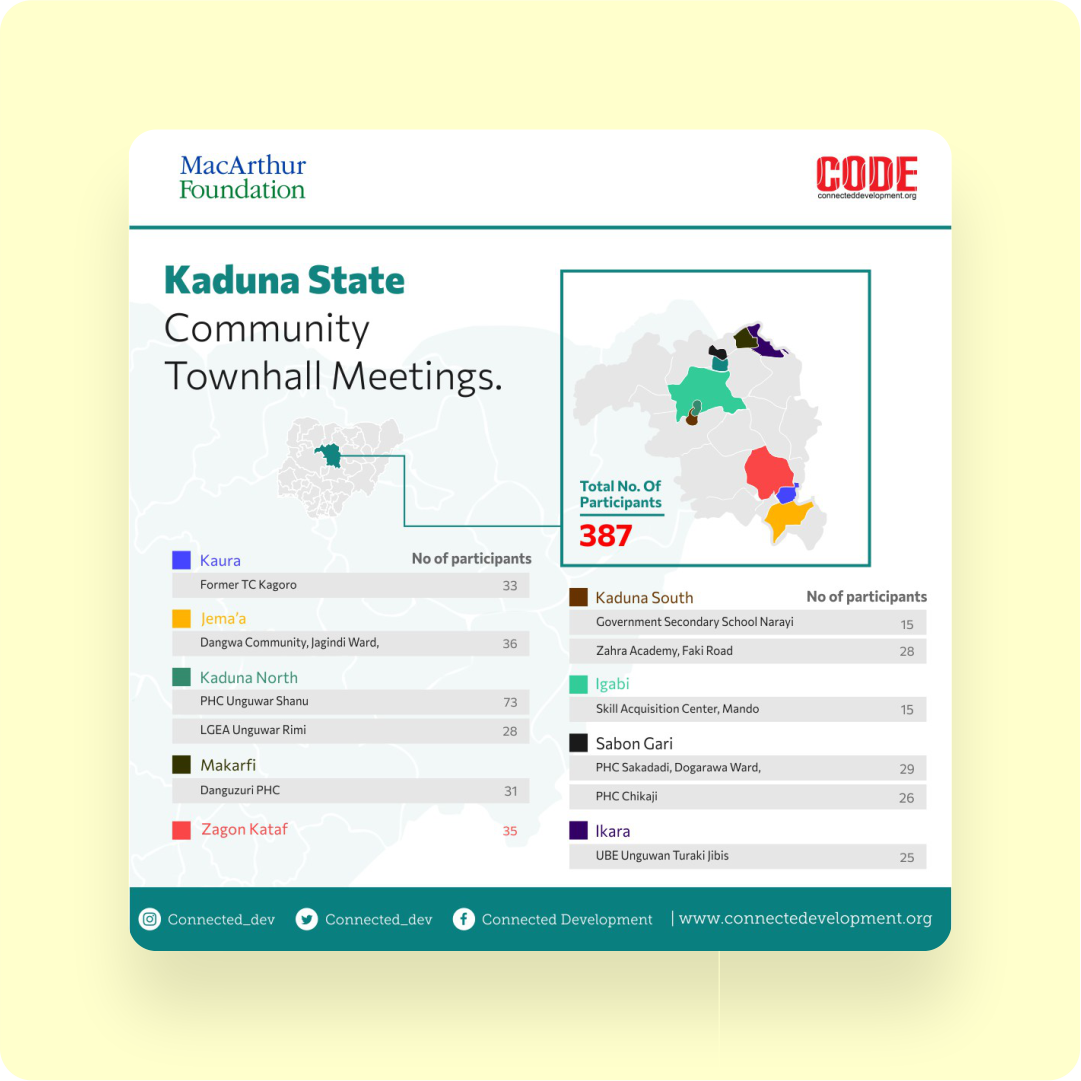 MacArthur
Foundation
CODE
connecteddevelopment.org
Kaduna State
Community
Townhall Meetings.
Total No. Of
Participants
387
Kaura No of participants
Former TC Kagoro 33
Jema'a
Dangwa Community, Jagindi Ward, 36
Kaduna North
PHC Unguwar Shanu 73
LGEA Unguwar Rimi 28
Makarfi
Danguzuri PHC 31
Zagon Kataf 35
Kaduna South No of participants
Government Secondary School Narayi 15
Zahra Academy, Faki Road 28
Igabi
Skill Acquisition Center, Mando 15
Sabon Gari
PHC Sakadadi, Dogarawa Ward, 29
PHC Chikaji 26
Ikara
UBE Unguwan Turaki Jibis 25
Connected_dev Connected_dev Connected Development | www.connectedevelopment.org